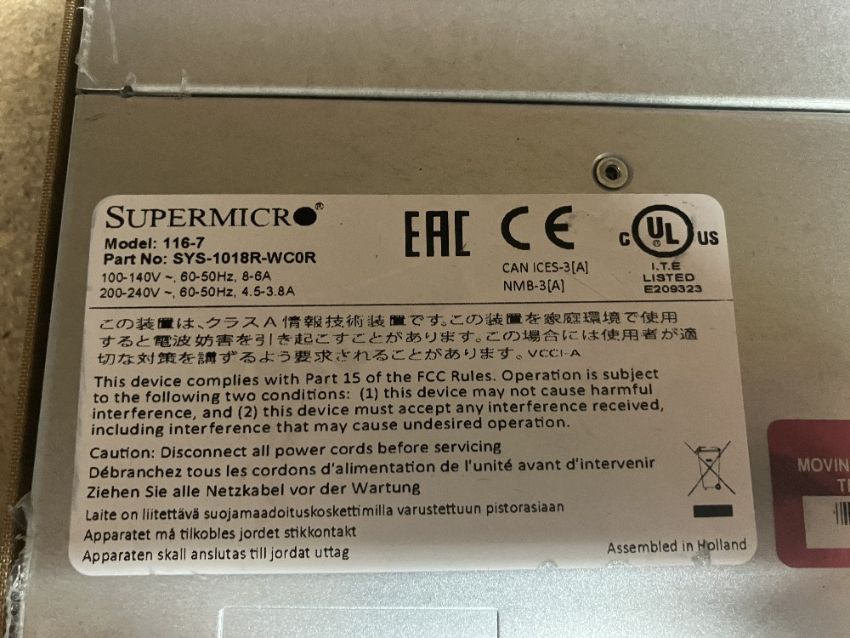 SUPERMICRO®
Model: 116-7
Part No: SYS-1018R-WC0R
100-140V ~, 60-50Hz, 8-6A
200-240V ~, 60-50Hz, 4.5-3.8A
EAC CE
CAN ICES-3[A]
NMB-3[A]
C UL US
I.T.E
LISTED
E209323
この装置は、クラスA情報技術装置です。この装置を家庭環境で使用
すると電波妨害を引き起こすことがあります。この場合には使用者が適
切な対策を講ずるよう要求されることがあります。VCCI-A
This device complies with Part 15 of the FCC Rules. Operation is subject
to the following two conditions: (1) this device may not cause harmful
interference, and (2) this device must accept any interference received,
including interference that may cause undesired operation.
Caution: Disconnect all power cords before servicing
Débranchez tous les cordons d'alimentation de l'unité avant d'intervenir
Ziehen Sie alle Netzkabel vor der Wartung
Laite on liitettävä suojamaadoituskoskettimilla varustettuun pistorasiaan
Apparatet må tilkobles jordet stikkontakt
Apparaten skall anslutas till jordat uttag
Assembled in Holland